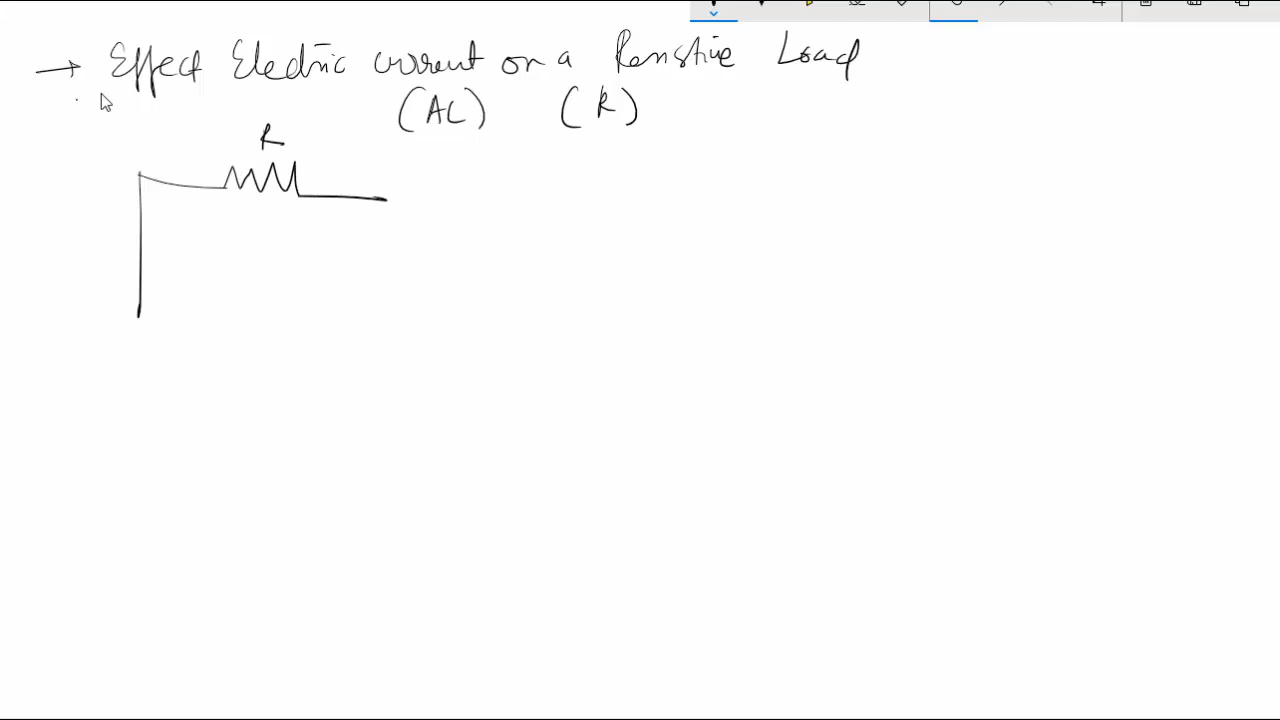 → Effect Electric current on a Resistive Load
(AC) (R)
R